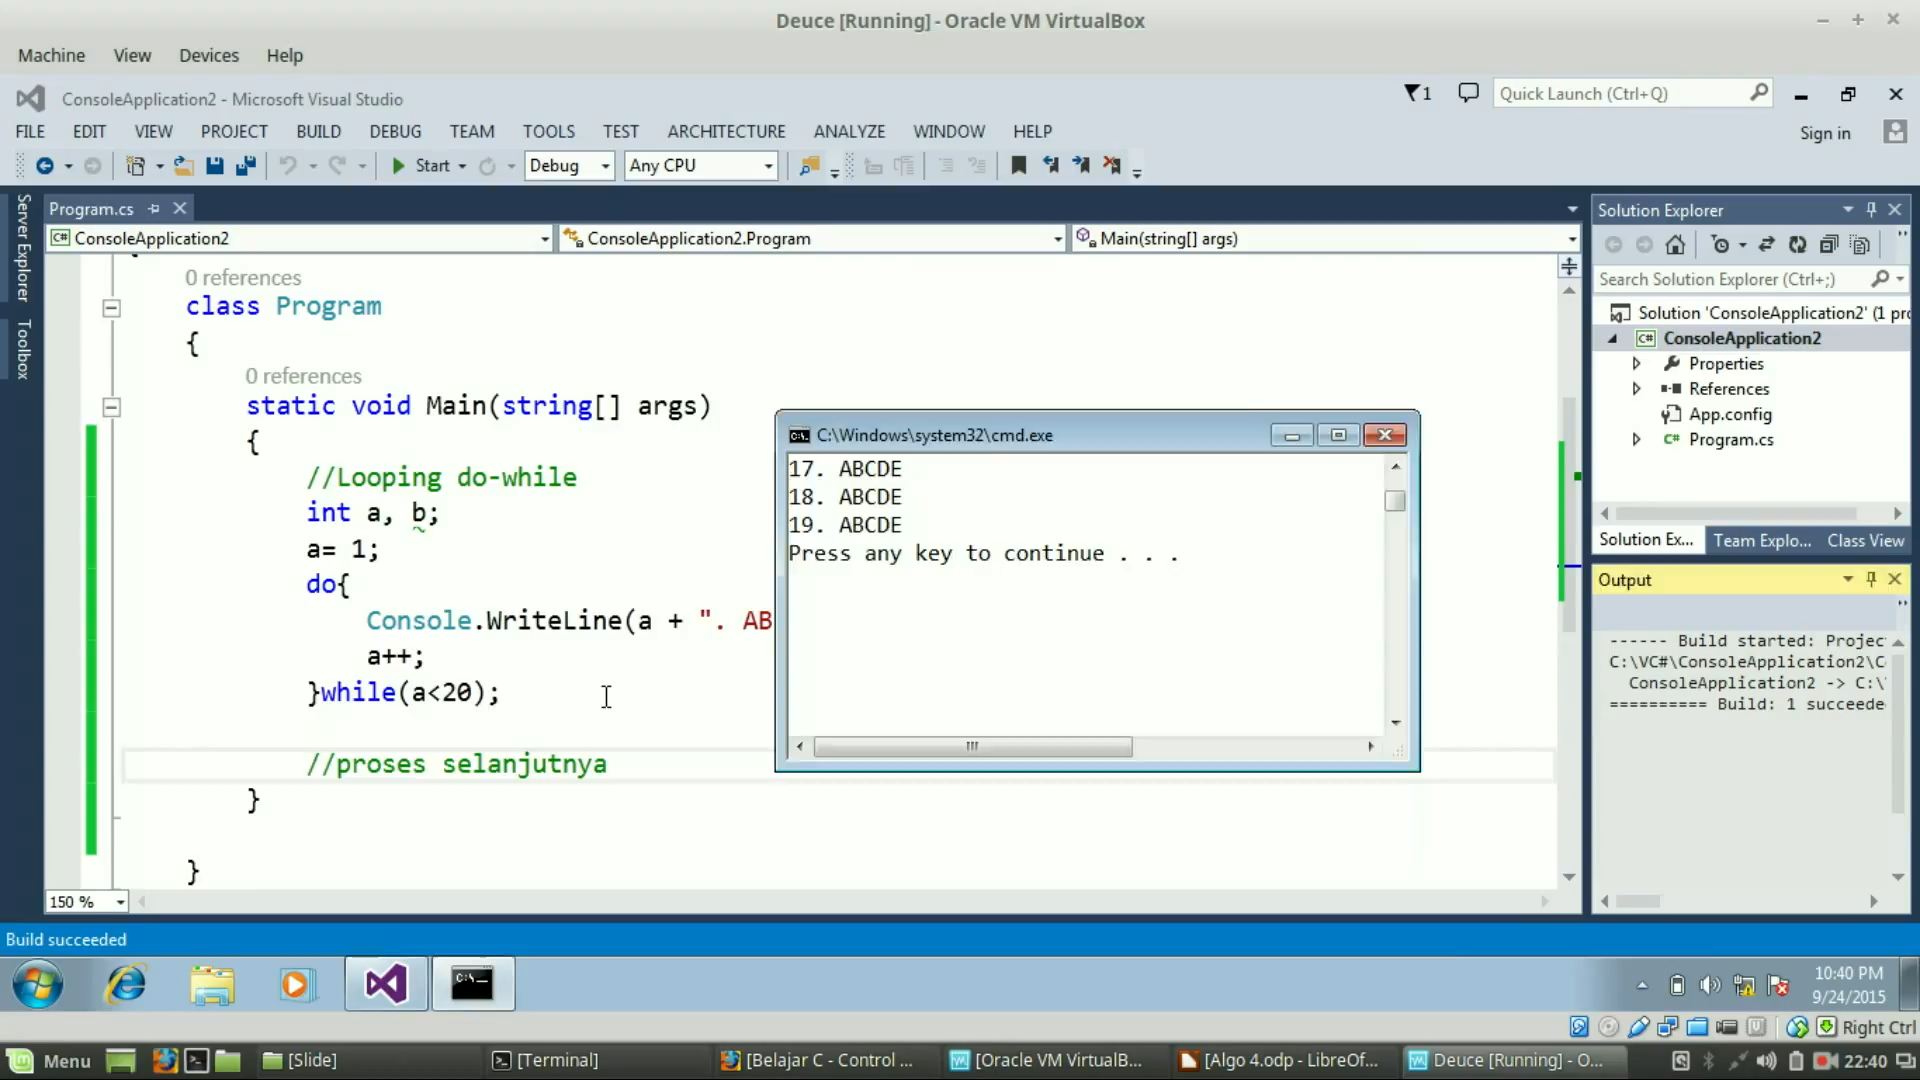 Deuce [Running] - Oracle VM VirtualBox
Machine View Devices Help
ConsoleApplication2 - Microsoft Visual Studio
1
Quick Launch (Ctrl+Q)
FILE EDIT VIEW PROJECT BUILD DEBUG TEAM TOOLS TEST ARCHITECTURE ANALYZE WINDOW HELP
Sign in
Start Debug Any CPU
Server Explorer
Toolbox
Program.cs
ConsoleApplication2 ConsoleApplication2.Program Main(string[] args)
0 references
class Program
{
0 references
static void Main(string[] args)
{
//Looping do-while
int a, b;
a= 1;
do{
Console.WriteLine(a + ". AB
a++;
}while(a<20);
//proses selanjutnya
}
}
150 %
C:\Windows\system32\cmd.exe
17. ABCDE
18. ABCDE
19. ABCDE
Press any key to continue . . .
Solution Explorer
Search Solution Explorer (Ctrl+;)
Solution 'ConsoleApplication2' (1 pro
ConsoleApplication2
Properties
References
App.config
Program.cs
Solution Ex... Team Explo... Class View
Output
------ Build started: Projec
C:\VC#\ConsoleApplication2\C
ConsoleApplication2 -> C:\
========== Build: 1 succeede
Build succeeded
10:40 PM
9/24/2015
Right Ctrl
Menu [Slide] [Terminal] [Belajar C - Control ... [Oracle VM VirtualB... [Algo 4.odp - LibreOf... Deuce [Running] - O... 22:40